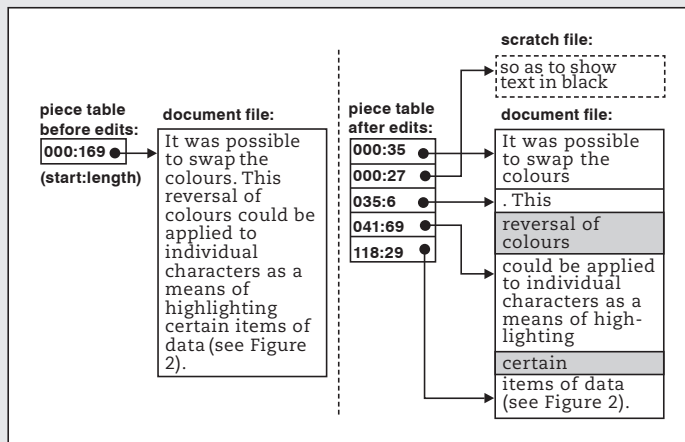 piece table
before edits:
000:169
(start:length)
document file:
It was possible
to swap the
colours. This
reversal of
colours could be
applied to
individual
characters as a
means of
highlighting
certain items of
data (see Figure
2).
piece table
after edits:
000:35
000:27
035:6
041:69
118:29
scratch file:
so as to show
text in black
document file:
It was possible
to swap the
colours
. This
reversal of
colours
could be applied
to individual
characters as a
means of high-
lighting
certain
items of data
(see Figure 2).